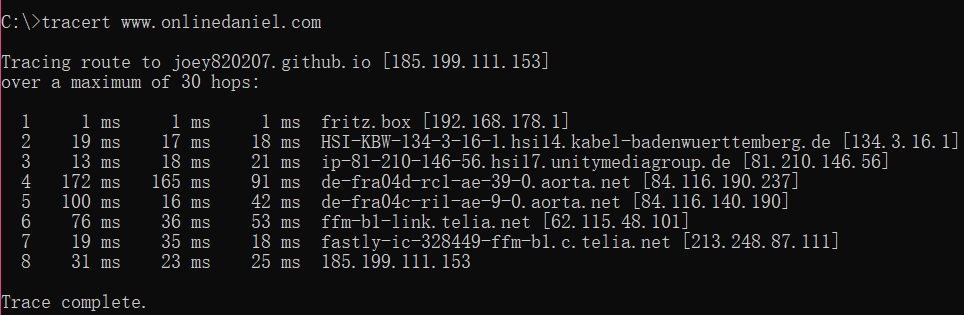 C:\>tracert www.onlinedaniel.com
Tracing route to joey820207.github.io [185.199.111.153]
over a maximum of 30 hops:
1 1 ms 1 ms 1 ms fritz.box [192.168.178.1]
2 19 ms 17 ms 18 ms HSI-KBW-134-3-16-1.hsi14.kabel-badenwuerttemberg.de [134.3.16.1]
3 13 ms 18 ms 21 ms ip-81-210-146-56.hsi17.unitymediagroup.de [81.210.146.56]
4 172 ms 165 ms 91 ms de-fra04d-rc1-ae-39-0.aorta.net [84.116.190.237]
5 100 ms 16 ms 42 ms de-fra04c-ri1-ae-9-0.aorta.net [84.116.140.190]
6 76 ms 36 ms 53 ms ffm-b1-link.telia.net [62.115.48.101]
7 19 ms 35 ms 18 ms fastly-ic-328449-ffm-b1.c.telia.net [213.248.87.111]
8 31 ms 23 ms 25 ms 185.199.111.153
Trace complete.